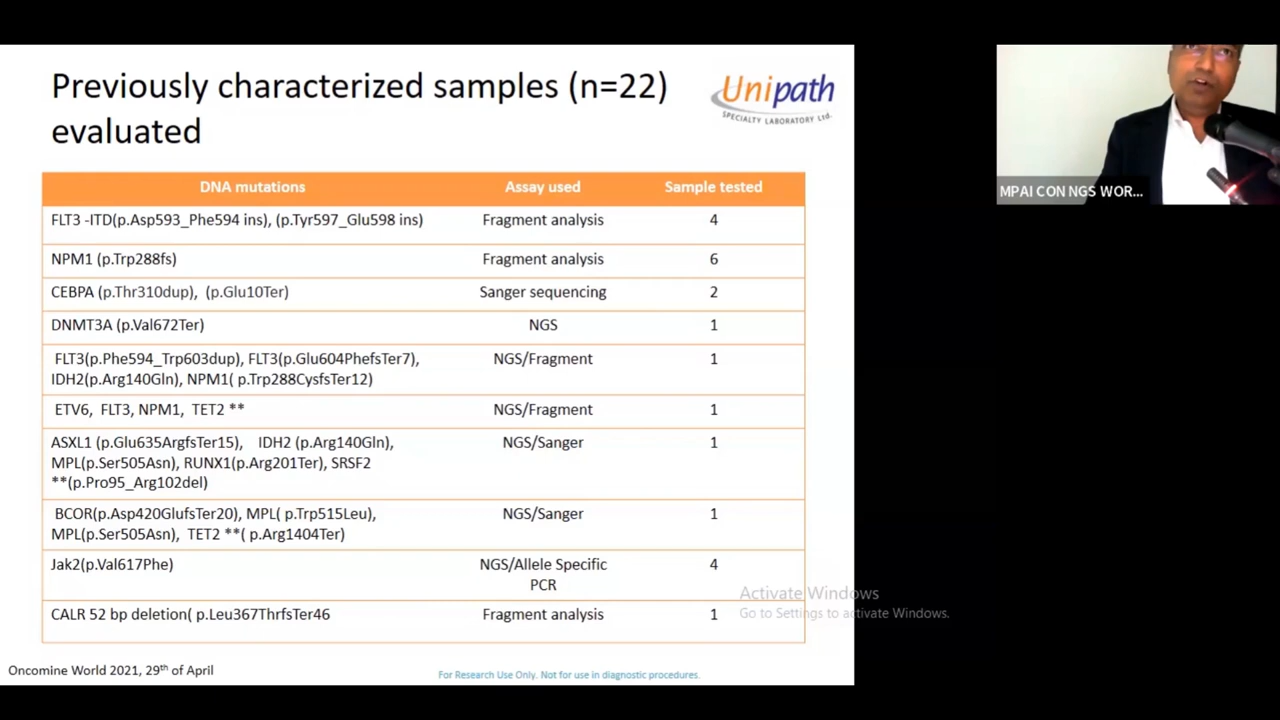 Previously characterized samples (n=22)
evaluated
Unipath
SPECIALTY LABORATORY Ltd.
DNA mutations Assay used Sample tested
FLT3 -ITD(p.Asp593_Phe594 ins), (p.Tyr597_Glu598 ins) Fragment analysis 4
NPM1 (p.Trp288fs) Fragment analysis 6
CEBPA (p.Thr310dup), (p.Glu10Ter) Sanger sequencing 2
DNMT3A (p.Val672Ter) NGS 1
FLT3(p.Phe594_Trp603dup), FLT3(p.Glu604PhefsTer7), NGS/Fragment 1
IDH2(p.Arg140Gln), NPM1( p.Trp288CysfsTer12)
ETV6, FLT3, NPM1, TET2 ** NGS/Fragment 1
ASXL1 (p.Glu635ArgfsTer15), IDH2 (p.Arg140Gln), NGS/Sanger 1
MPL(p.Ser505Asn), RUNX1(p.Arg201Ter), SRSF2
**(p.Pro95_Arg102del)
BCOR(p.Asp420GlufsTer20), MPL( p.Trp515Leu), NGS/Sanger 1
MPL(p.Ser505Asn), TET2 **( p.Arg1404Ter)
Jak2(p.Val617Phe) NGS/Allele Specific 4
PCR
CALR 52 bp deletion( p.Leu367ThrfsTer46 Fragment analysis 1
Activate Windows
Go to Settings to activate Windows.
Oncomine World 2021, 29th of April
For Research Use Only. Not for use in diagnostic procedures.
MPAI CON NGS WOR...